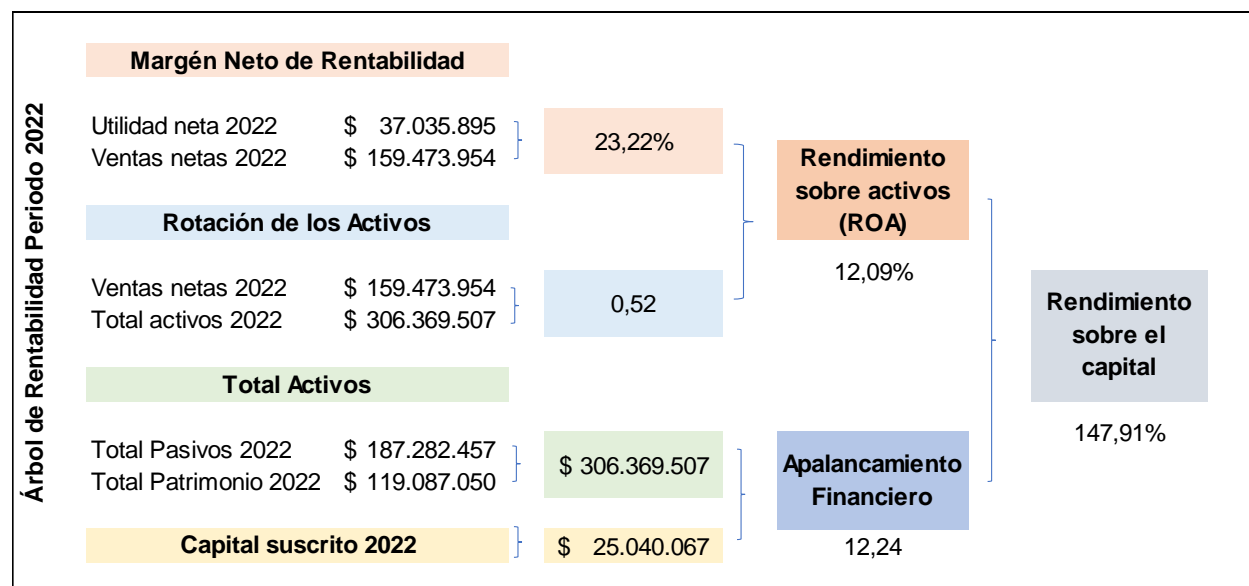 Árbol de Rentabilidad Periodo 2022
Margén Neto de Rentabilidad
Utilidad neta 2022 $ 37.035.895
Ventas netas 2022 $ 159.473.954
23,22%
Rotación de los Activos
Ventas netas 2022 $ 159.473.954
Total activos 2022 $ 306.369.507
0,52
Rendimiento
sobre activos
(ROA)
12,09%
Total Activos
Total Pasivos 2022 $ 187.282.457
Total Patrimonio 2022 $ 119.087.050
$ 306.369.507
Capital suscrito 2022 $ 25.040.067
Apalancamiento
Financiero
12,24
Rendimiento
sobre el
capital
147,91%